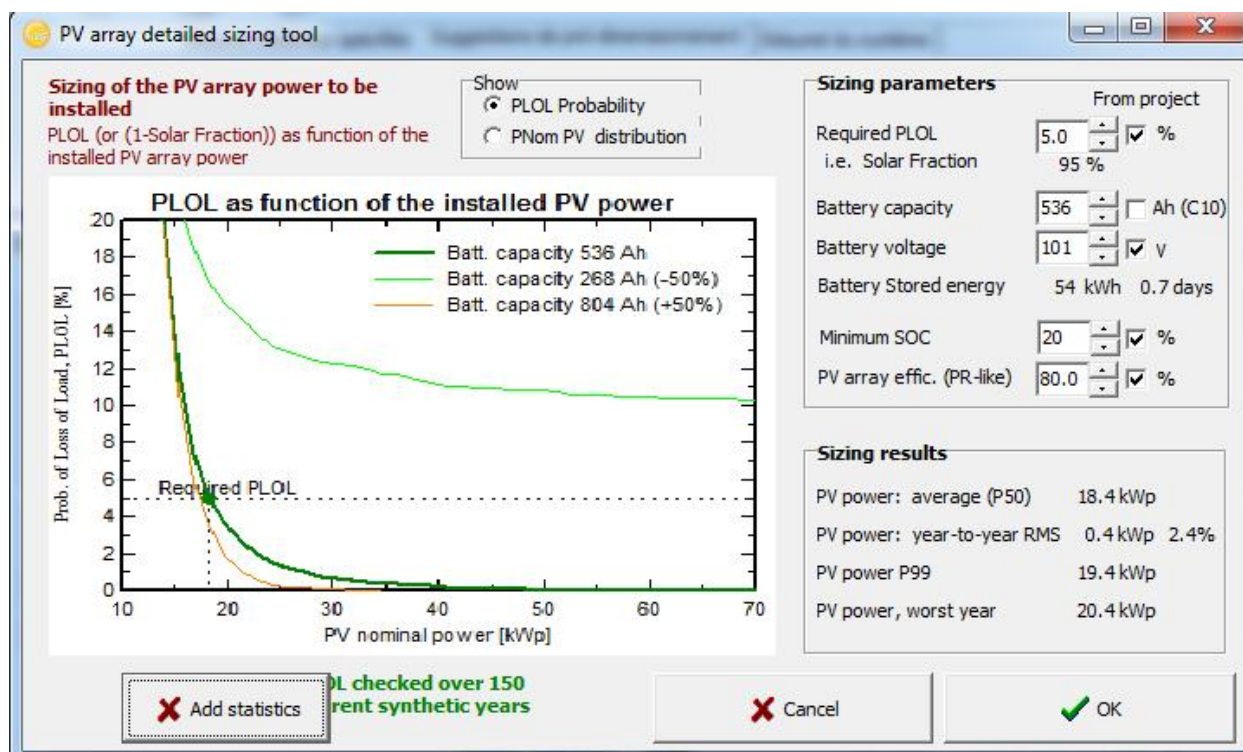 PV array detailed sizing tool
Sizing of the PV array power to be
installed
PLOL (or (1-Solar Fraction)) as function of the
installed PV array power
Show
PLOL Probability
PNom PV distribution
PLOL as function of the installed PV power
Prob. of Loss of Load, PLOL [%]
20
18
16
14
12
10
8
6
4
2
0
Batt. capacity 536 Ah
Batt. capacity 268 Ah (-50%)
Batt. capacity 804 Ah (+50%)
Required PLOL
10 20 30 40 50 60 70
PV nominal power [kWp]
Sizing parameters
From project
Required PLOL 5.0 %
i.e. Solar Fraction 95 %
Battery capacity 536 Ah (C10)
Battery voltage 101 V
Battery Stored energy 54 kWh 0.7 days
Minimum SOC 20 %
PV array effic. (PR-like) 80.0 %
Sizing results
PV power: average (P50) 18.4 kWp
PV power: year-to-year RMS 0.4 kWp 2.4%
PV power P99 19.4 kWp
PV power, worst year 20.4 kWp
OL checked over 150
rent synthetic years
Add statistics
Cancel
OK